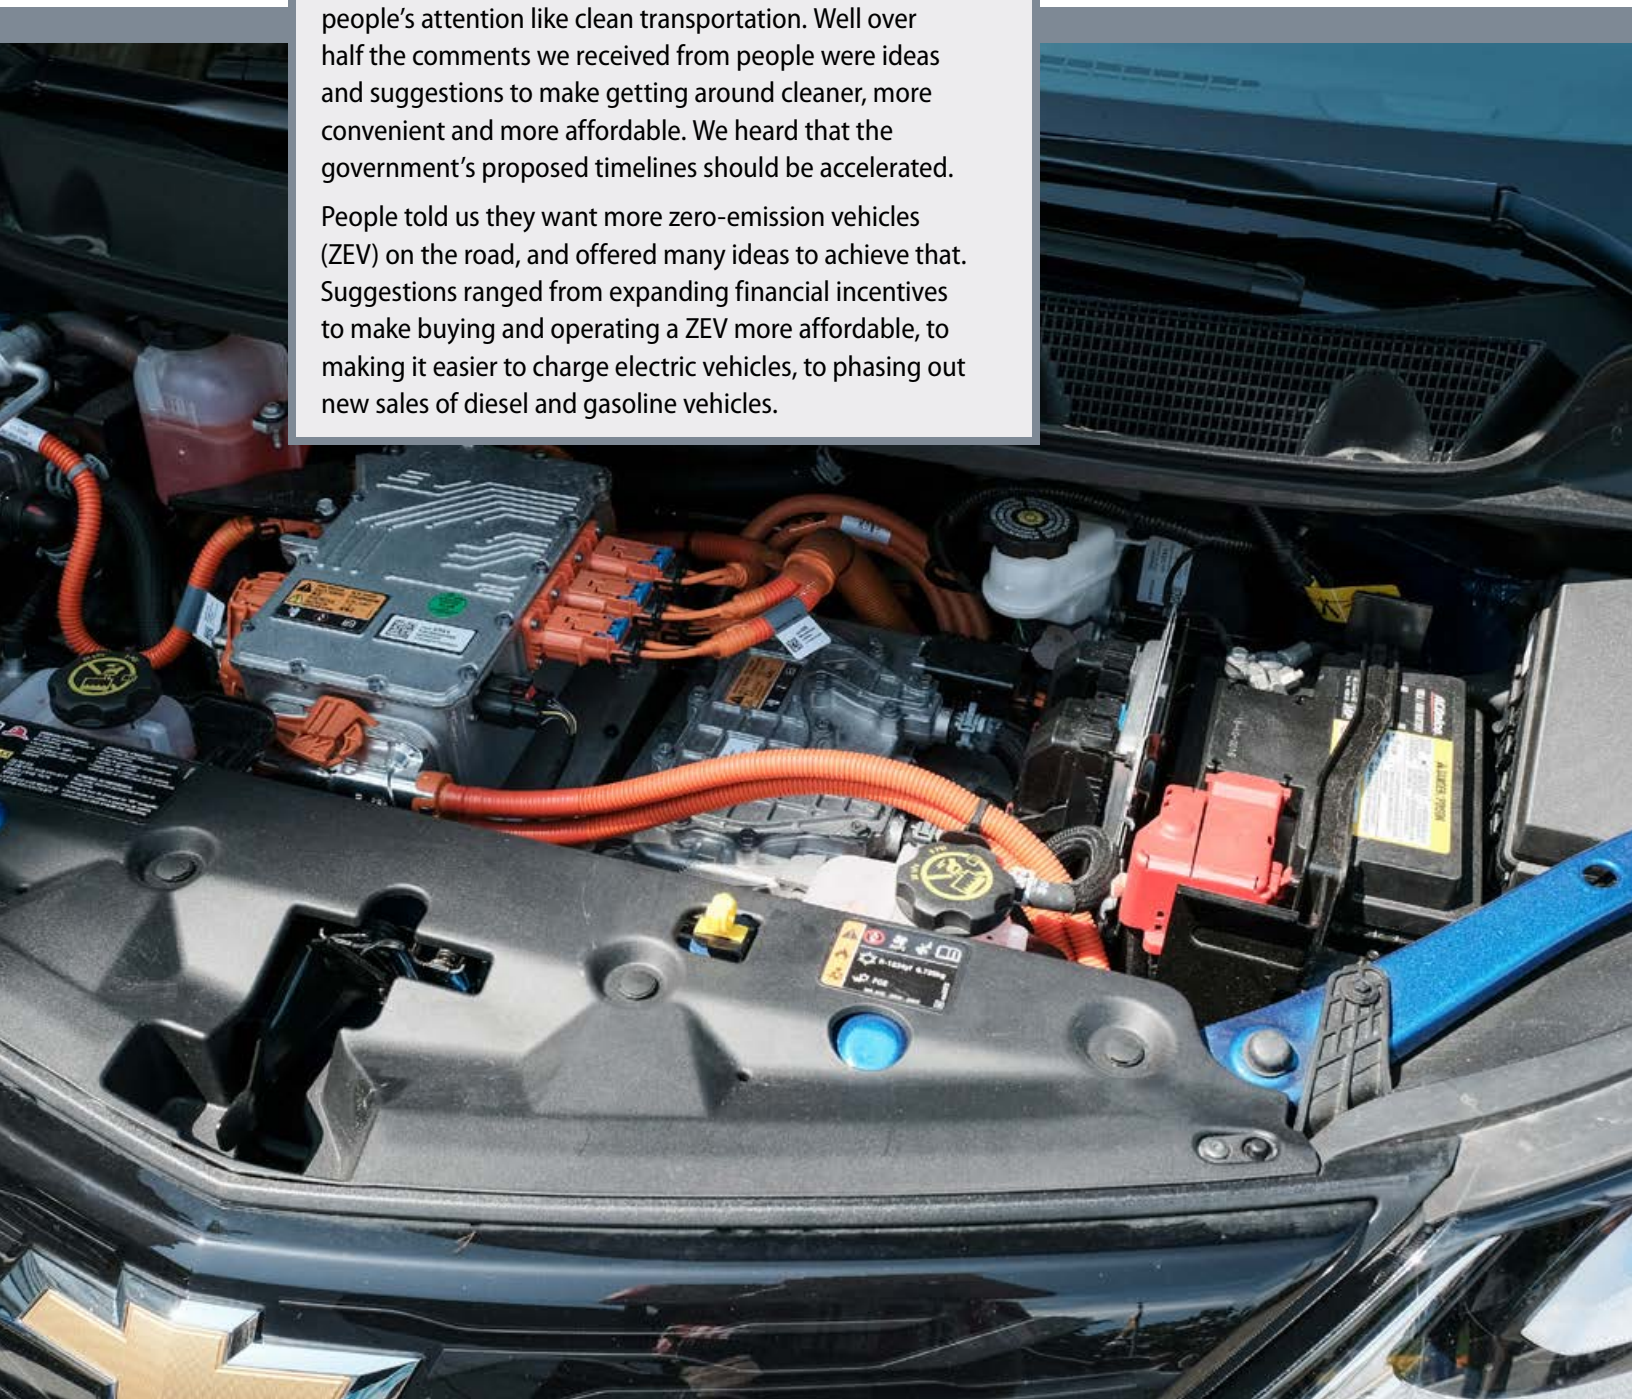 people’s attention like clean transportation. Well over
half the comments we received from people were ideas
and suggestions to make getting around cleaner, more
convenient and more affordable. We heard that the
government’s proposed timelines should be accelerated.
People told us they want more zero-emission vehicles
(ZEV) on the road, and offered many ideas to achieve that.
Suggestions ranged from expanding financial incentives
to make buying and operating a ZEV more affordable, to
making it easier to charge electric vehicles, to phasing out
new sales of diesel and gasoline vehicles.